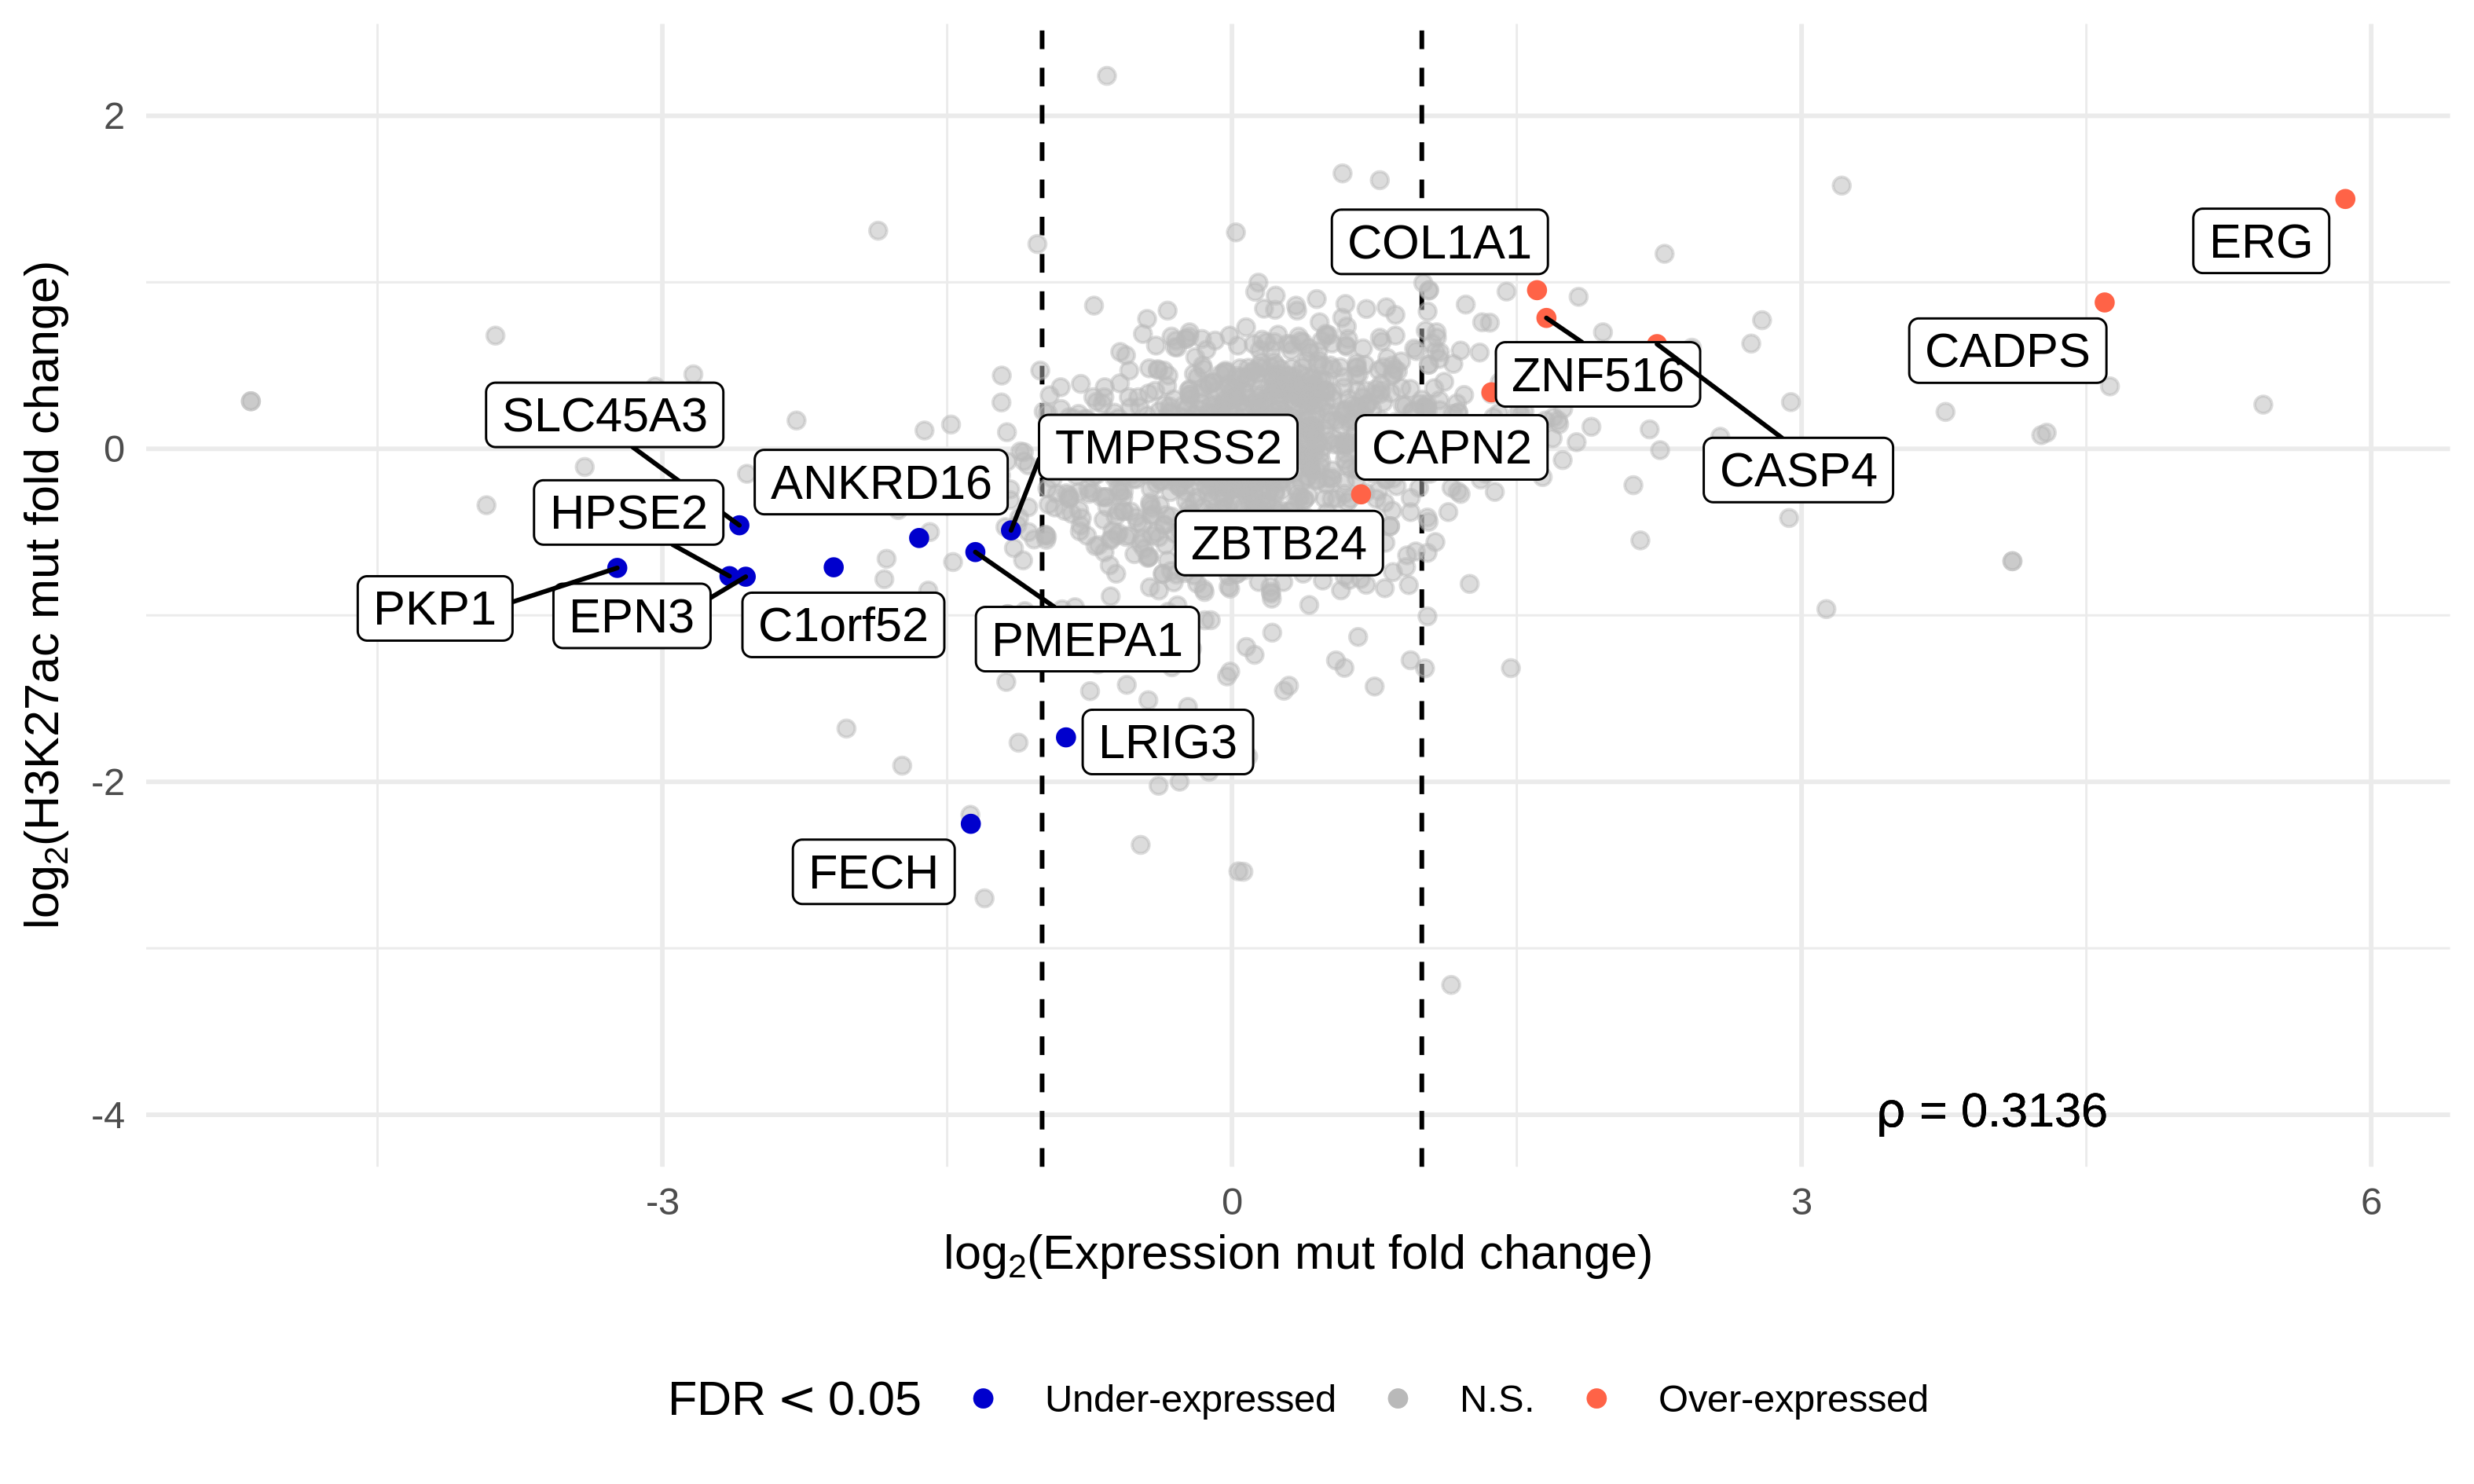 log2(H3K27ac mut fold change)
2
0
-2
-4
COL1A1
ERG
CADPS
ZNF516
SLC45A3
TMPRSS2
CAPN2
CASP4
ANKRD16
HPSE2
ZBTB24
PKP1
EPN3
C1orf52
PMEPA1
LRIG3
FECH
ρ = 0.3136
-3
0
3
6
log2(Expression mut fold change)
FDR < 0.05 Under-expressed N.S. Over-expressed